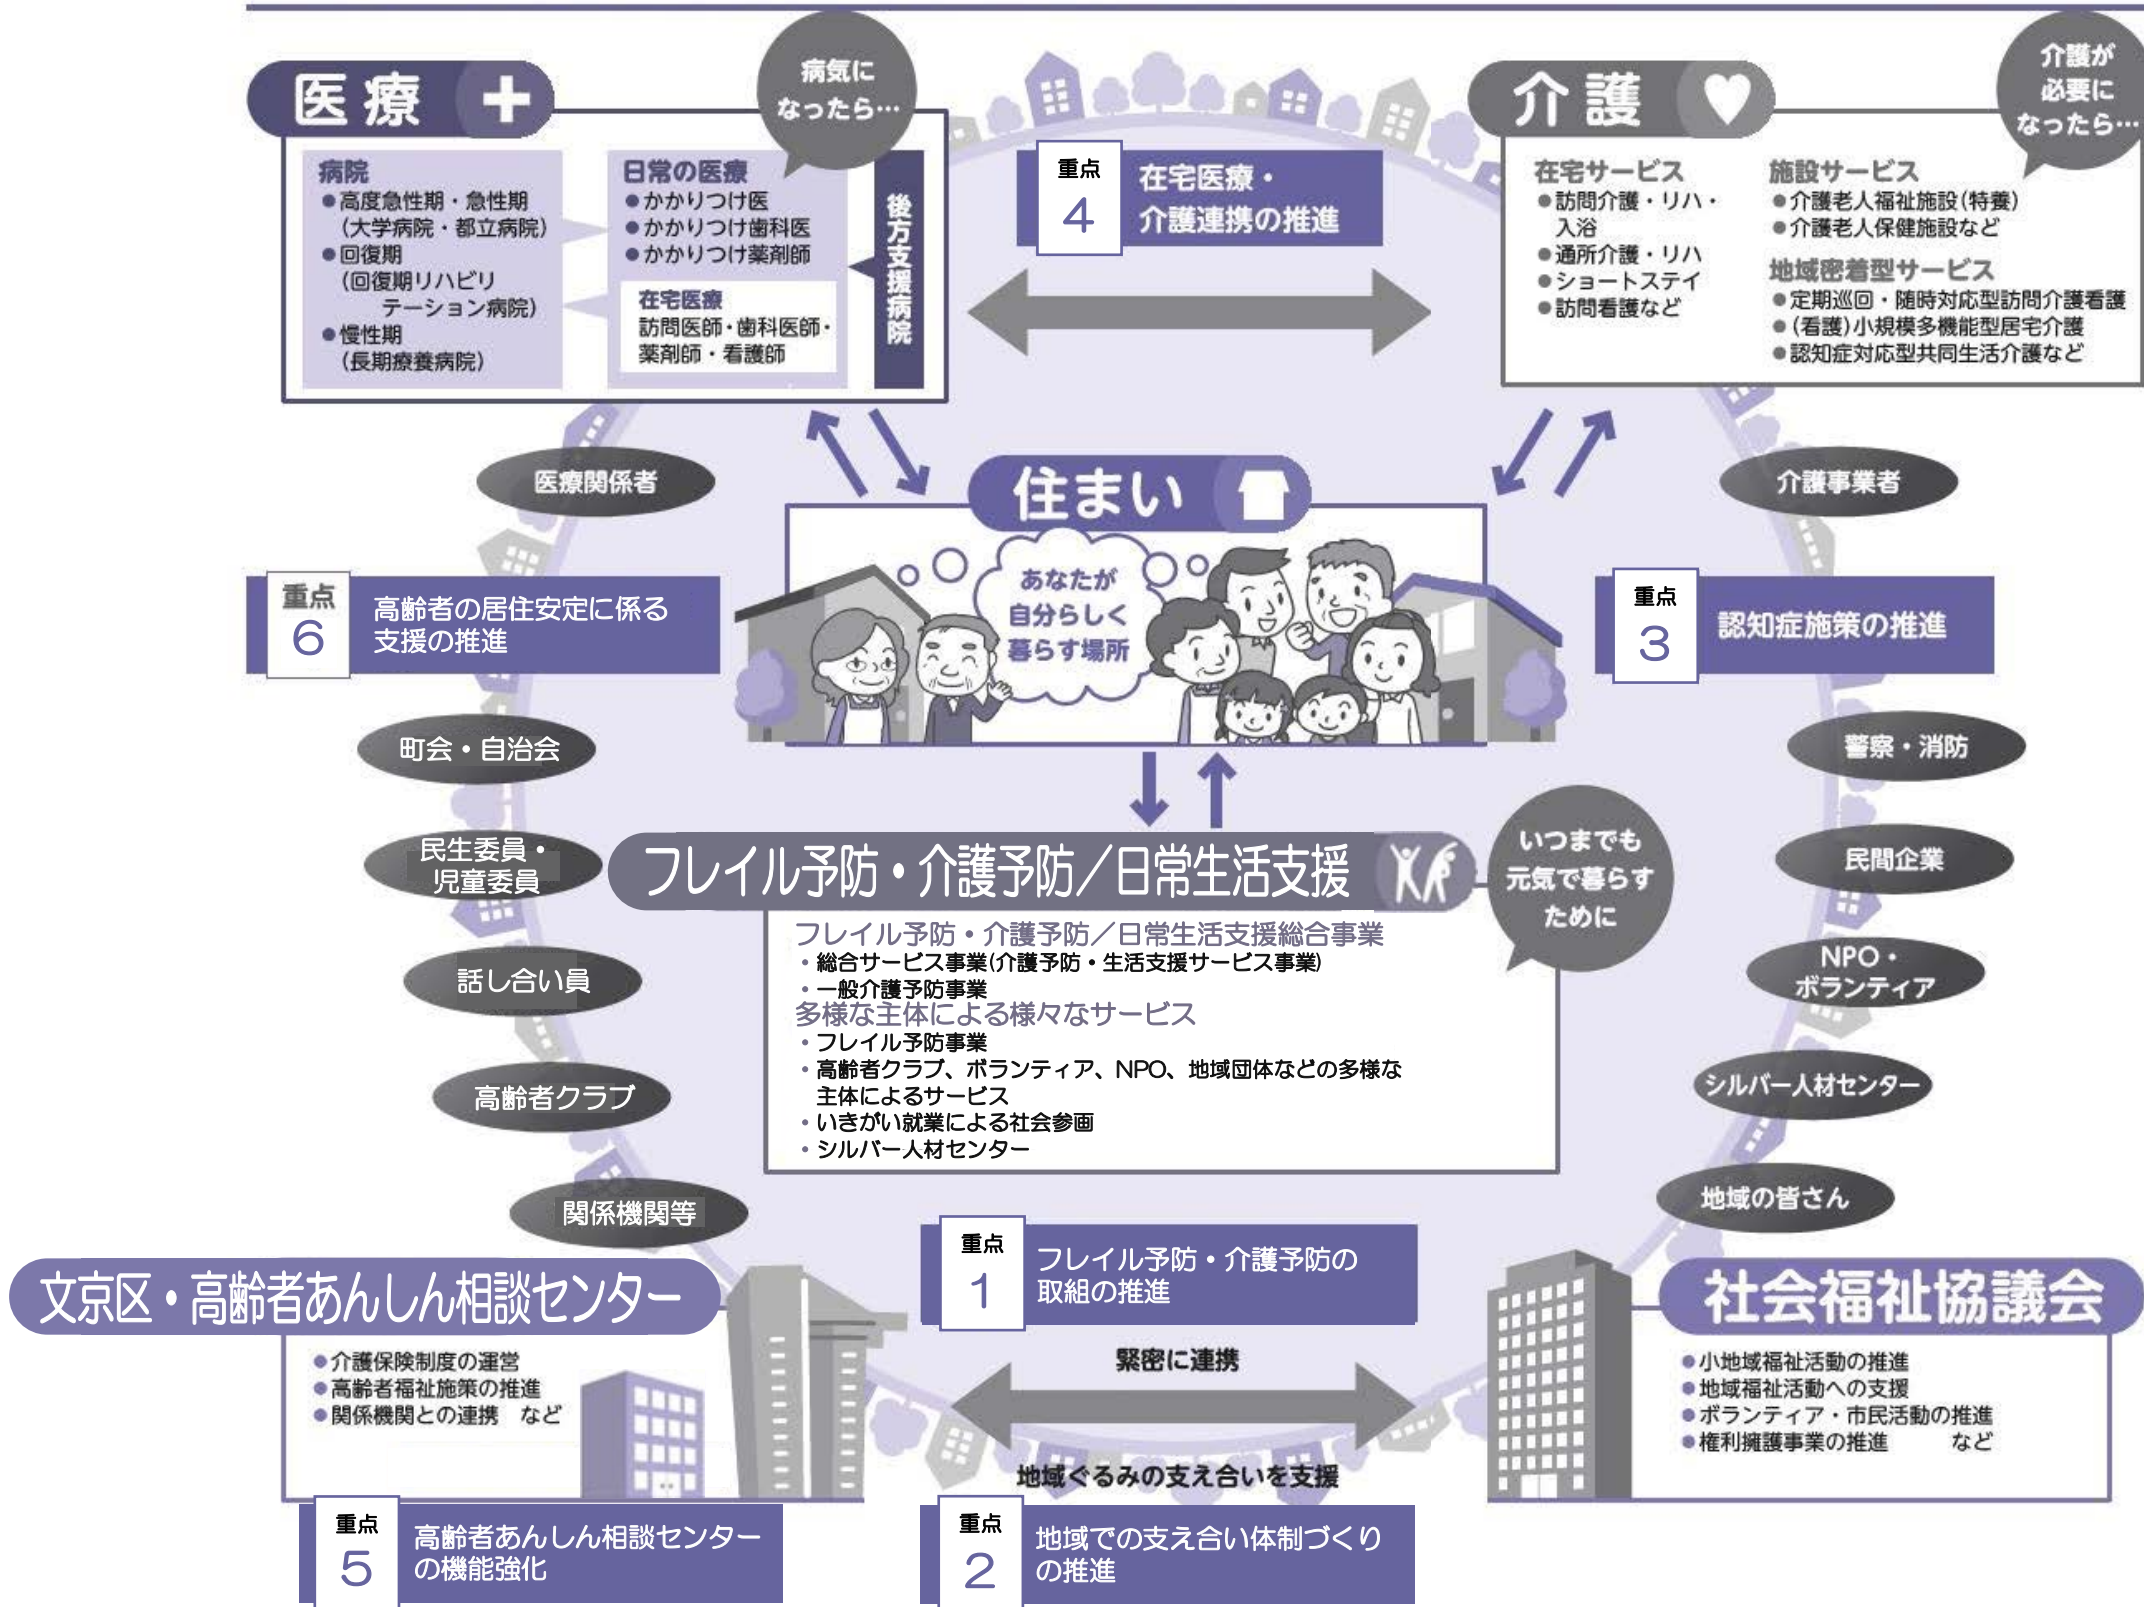 医療
病気に
なったら…
病院
●高度急性期・急性期
(大学病院・都立病院)
●回復期
(回復期リハビリ
テーション病院)
●慢性期
(長期療養病院)
日常の医療
●かかりつけ医
●かかりつけ歯科医
●かかりつけ薬剤師
在宅医療
訪問医師・歯科医師・
薬剤師・看護師
後方支援病院
重点
4
在宅医療・
介護連携の推進
介護
介護が
必要に
なったら…
在宅サービス
●訪問介護・リハ・
入浴
●通所介護・リハ
●ショートステイ
●訪問看護など
施設サービス
●介護老人福祉施設(特養)
●介護老人保健施設など
地域密着型サービス
●定期巡回・随時対応型訪問介護看護
●(看護)小規模多機能型居宅介護
●認知症対応型共同生活介護など
医療関係者
住まい
介護事業者
あなたが
自分らしく
暮らす場所
重点
6
高齢者の居住安定に係る
支援の推進
重点
3
認知症施策の推進
町会・自治会
民生委員・
児童委員
話し合い員
高齢者クラブ
関係機関等
警察・消防
民間企業
NPO・
ボランティア
シルバー人材センター
地域の皆さん
フレイル予防・介護予防／日常生活支援
いつまでも
元気で暮らす
ために
フレイル予防・介護予防／日常生活支援総合事業
・総合サービス事業(介護予防・生活支援サービス事業)
・一般介護予防事業
多様な主体による様々なサービス
・フレイル予防事業
・高齢者クラブ、ボランティア、NPO、地域団体などの多様な
主体によるサービス
・いきがい就業による社会参画
・シルバー人材センター
重点
1
フレイル予防・介護予防の
取組の推進
文京区・高齢者あんしん相談センター
●介護保険制度の運営
●高齢者福祉施策の推進
●関係機関との連携 など
緊密に連携
地域ぐるみの支え合いを支援
社会福祉協議会
●小地域福祉活動の推進
●地域福祉活動への支援
●ボランティア・市民活動の推進
●権利擁護事業の推進 など
重点
5
高齢者あんしん相談センター
の機能強化
重点
2
地域での支え合い体制づくり
の推進